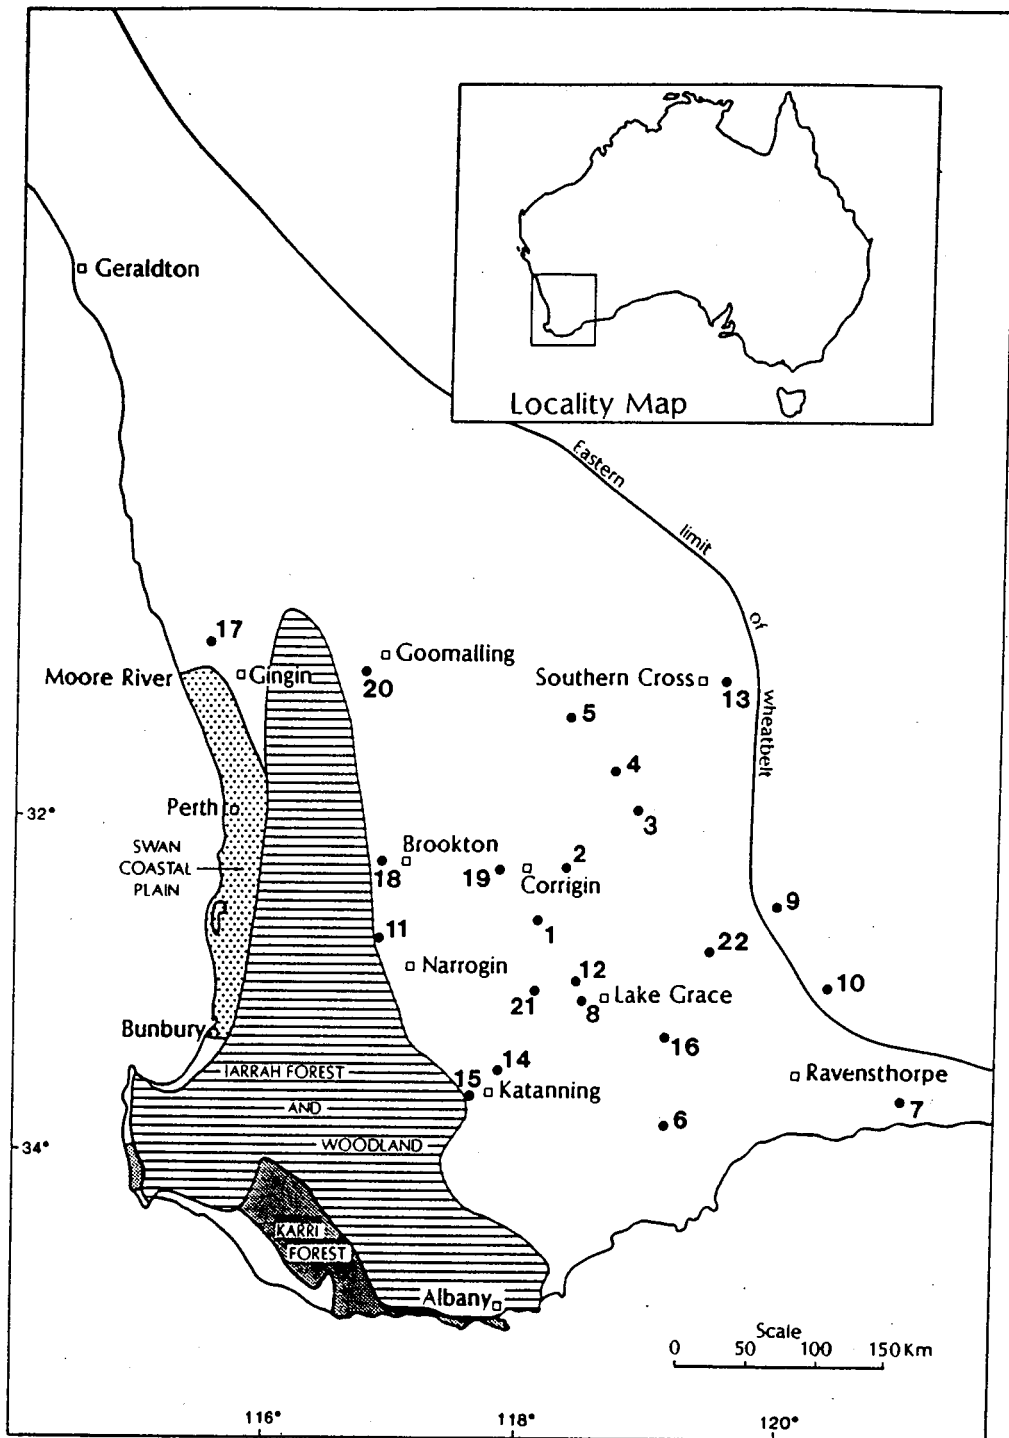 Geraldton
Locality Map
Eastern
limit
of
wheatbelt
17
Goomalling
Moore River
Gingin
20
Southern Cross
13
5
4
3
32°
Perth
SWAN
COASTAL
PLAIN
Brookton
18
19
2
Corrigin
9
11
1
22
Narrogin
12
10
21
8
Lake Grace
Bunbury
16
JARRAH FOREST
AND
WOODLAND
14
15
Katanning
Ravensthorpe
7
6
34°
KARRI
FOREST
Albany
Scale
0 50 100 150 Km
116° 118° 120°